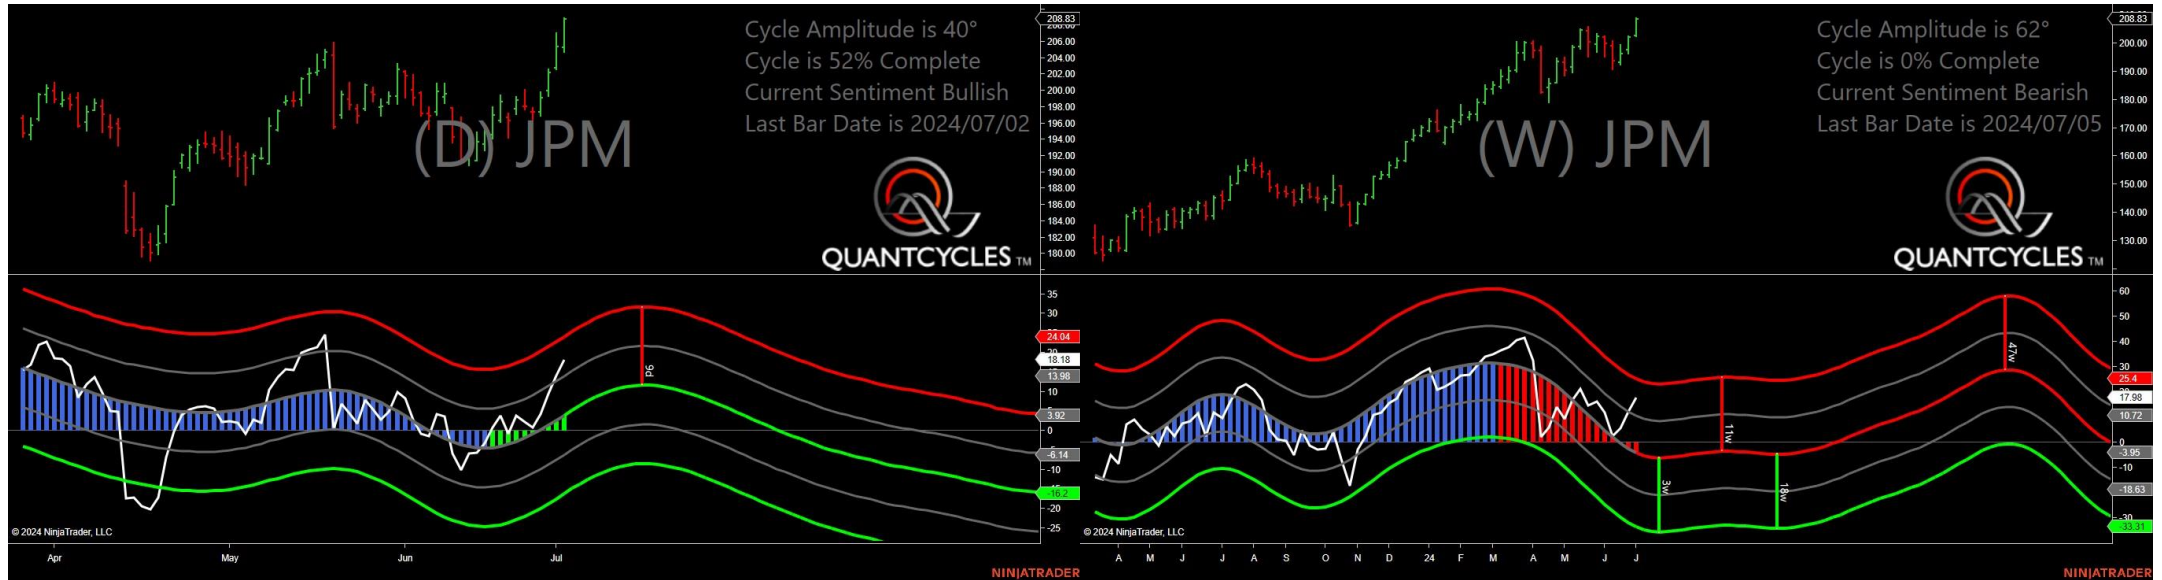 Cycle Amplitude is 40°
Cycle is 52% Complete
Current Sentiment Bullish
Last Bar Date is 2024/07/02
(D) JPM
QUANTCYCLES TM
208.83
206.00
204.00
202.00
200.00
198.00
196.00
194.00
192.00
190.00
188.00
186.00
184.00
182.00
180.00
35
30
24.04
18.18
13.98
10
3.92
0
-6.14
-10
-16.2
-20
-25
9d
© 2024 NinjaTrader, LLC
Apr May Jun Jul
NINJATRADER
Cycle Amplitude is 62°
Cycle is 0% Complete
Current Sentiment Bearish
Last Bar Date is 2024/07/05
(W) JPM
QUANTCYCLES TM
208.83
200.00
190.00
180.00
170.00
160.00
150.00
140.00
130.00
60
50
40
30
25.4
17.98
10.72
0
-3.95
-10
-18.63
-30
-33.31
3w
11w
18w
47w
© 2024 NinjaTrader, LLC
A M J J A S O N D 24 F M A M J J
NINJATRADER